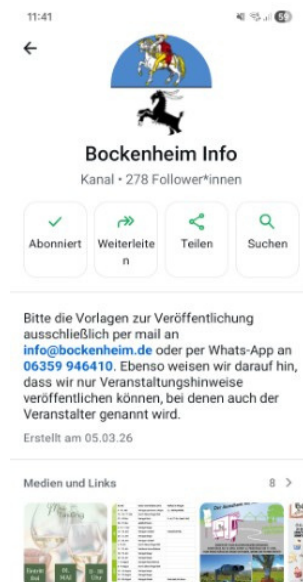 11:41
59
Bockenheim Info
Kanal • 278 Follower*innen
Abonniert
Weiterleite
n
Teilen
Suchen
Bitte die Vorlagen zur Veröffentlichung
ausschließlich per mail an
info@bockenheim.de oder per Whats-App an
06359 946410. Ebenso weisen wir darauf hin,
dass wir nur Veranstaltungshinweise
veröffentlichen können, bei denen auch der
Veranstalter genannt wird.
Erstellt am 05.03.26
Medien und Links
8